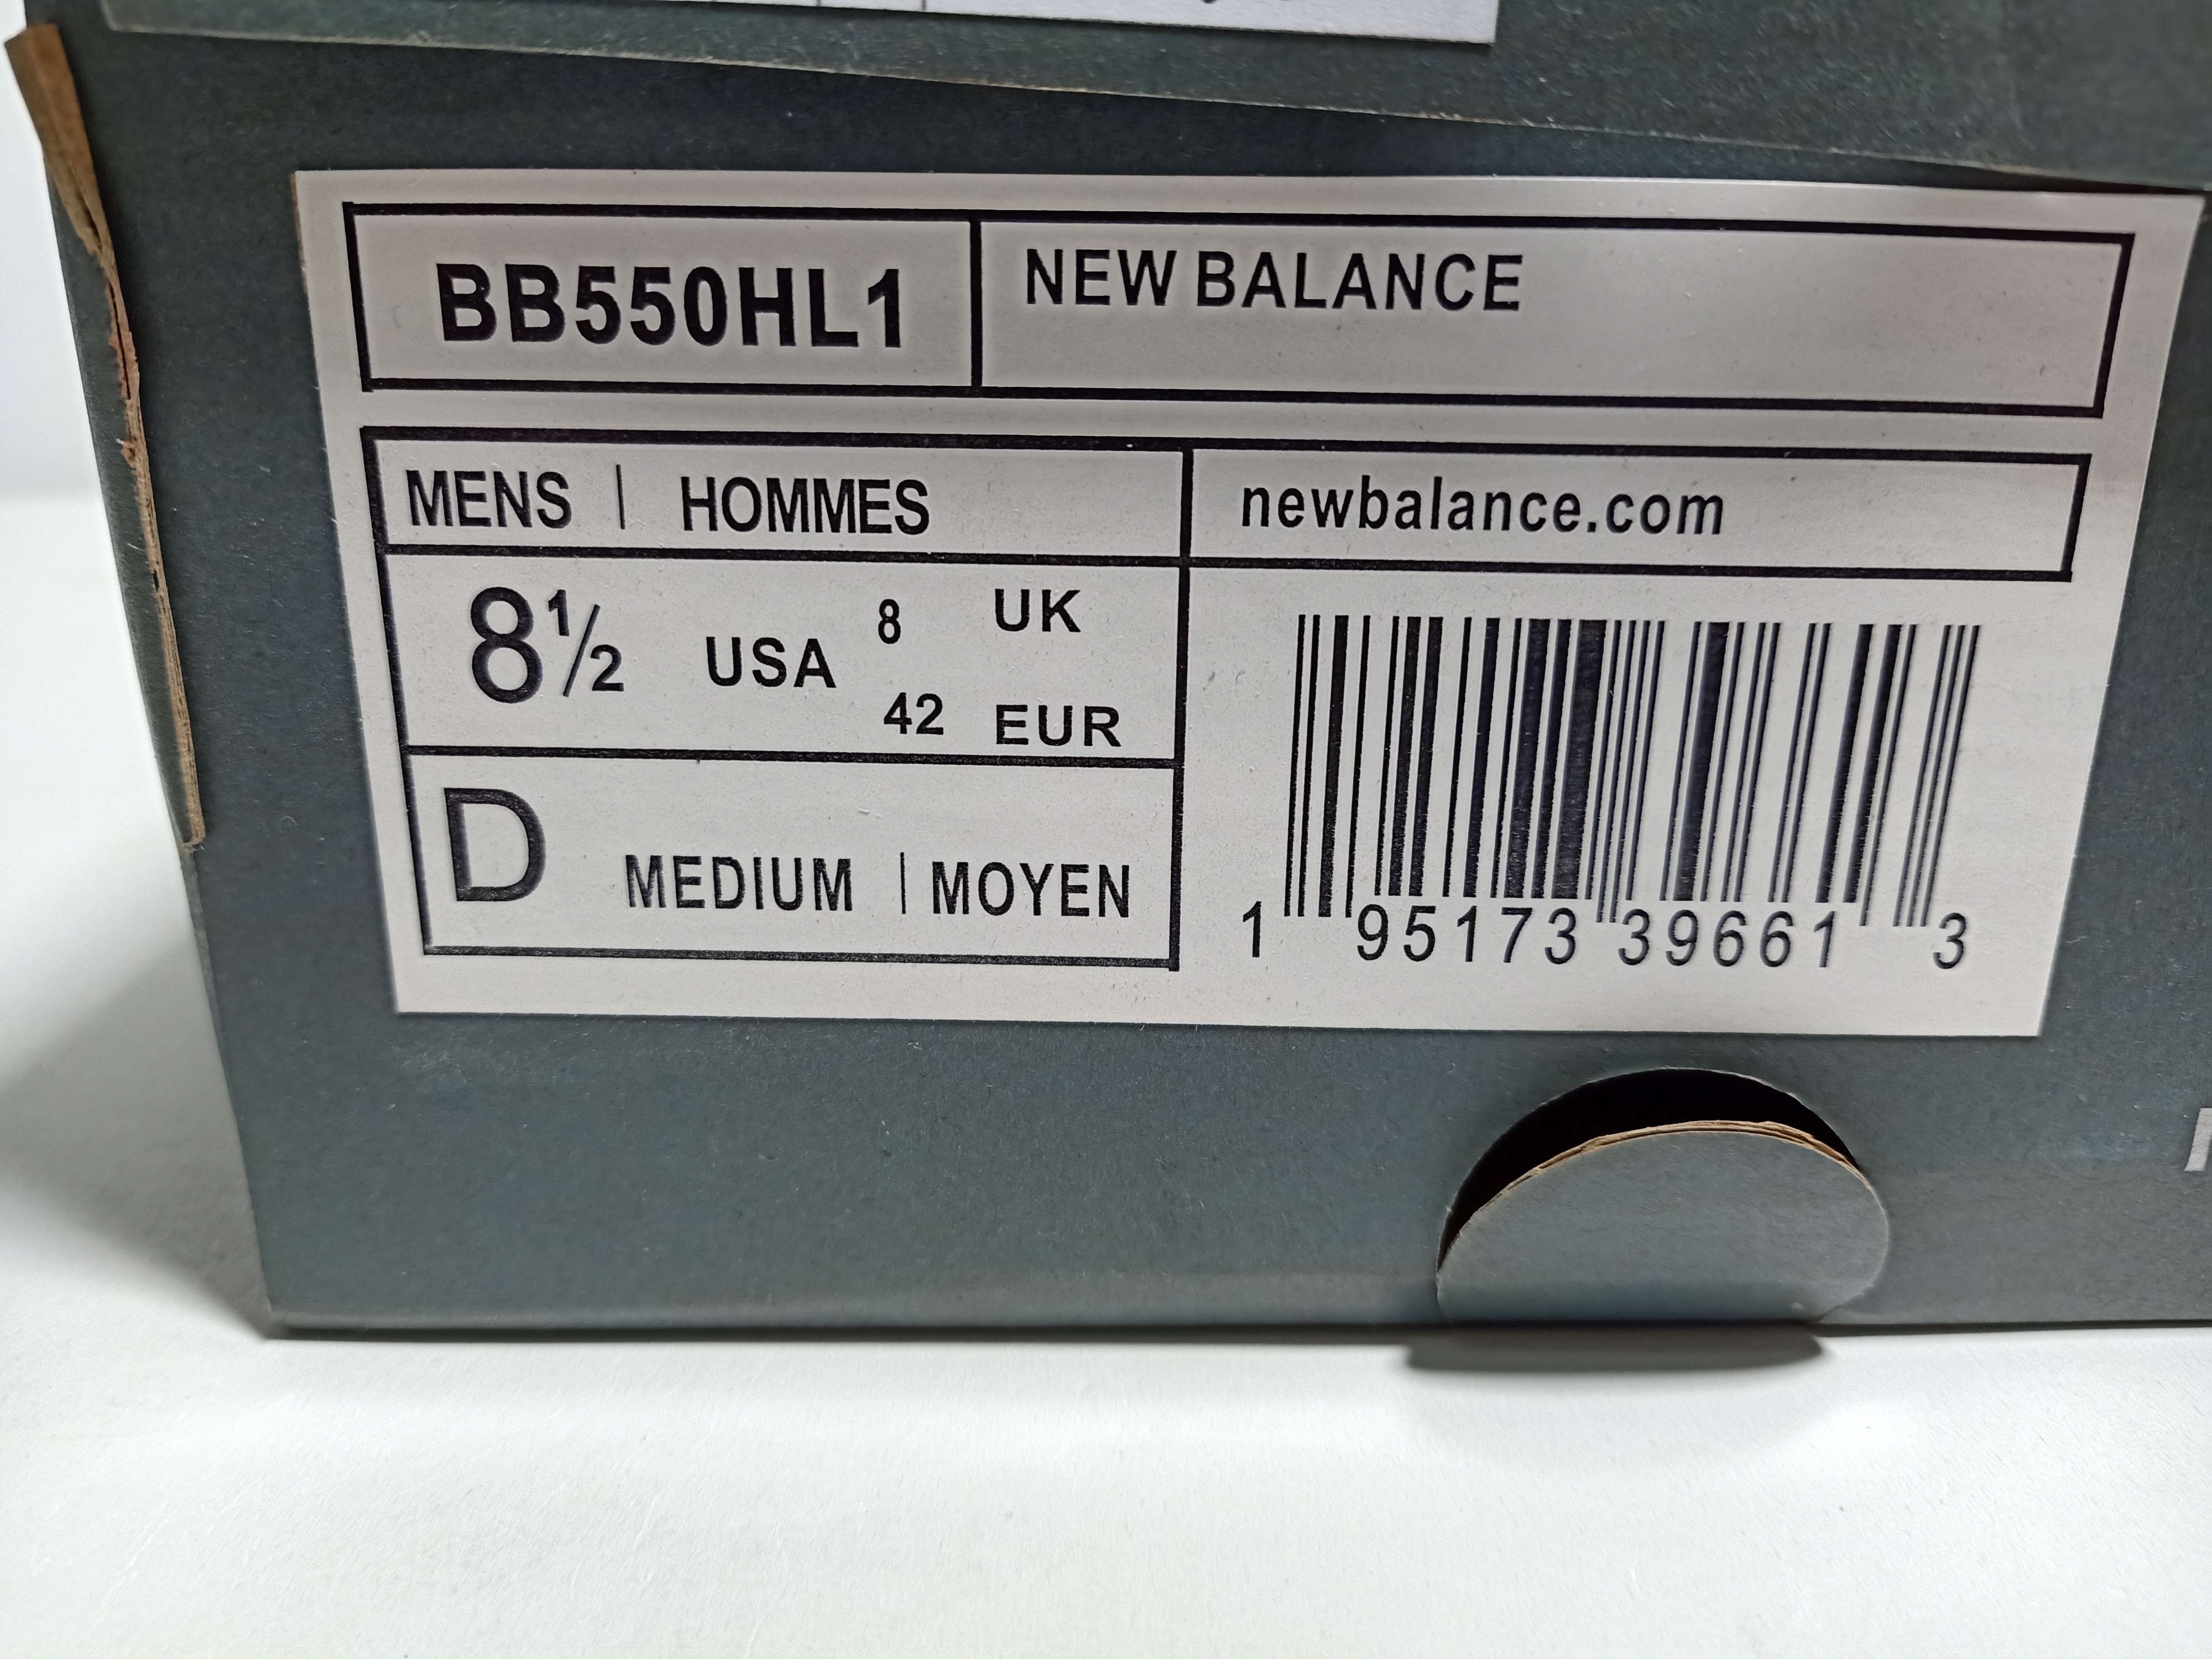 BB550HL1
NEW BALANCE
MENS | HOMMES
newbalance.com
8½ USA
8 UK
42 EUR
D MEDIUM | MOYEN
1 95173 39661 3